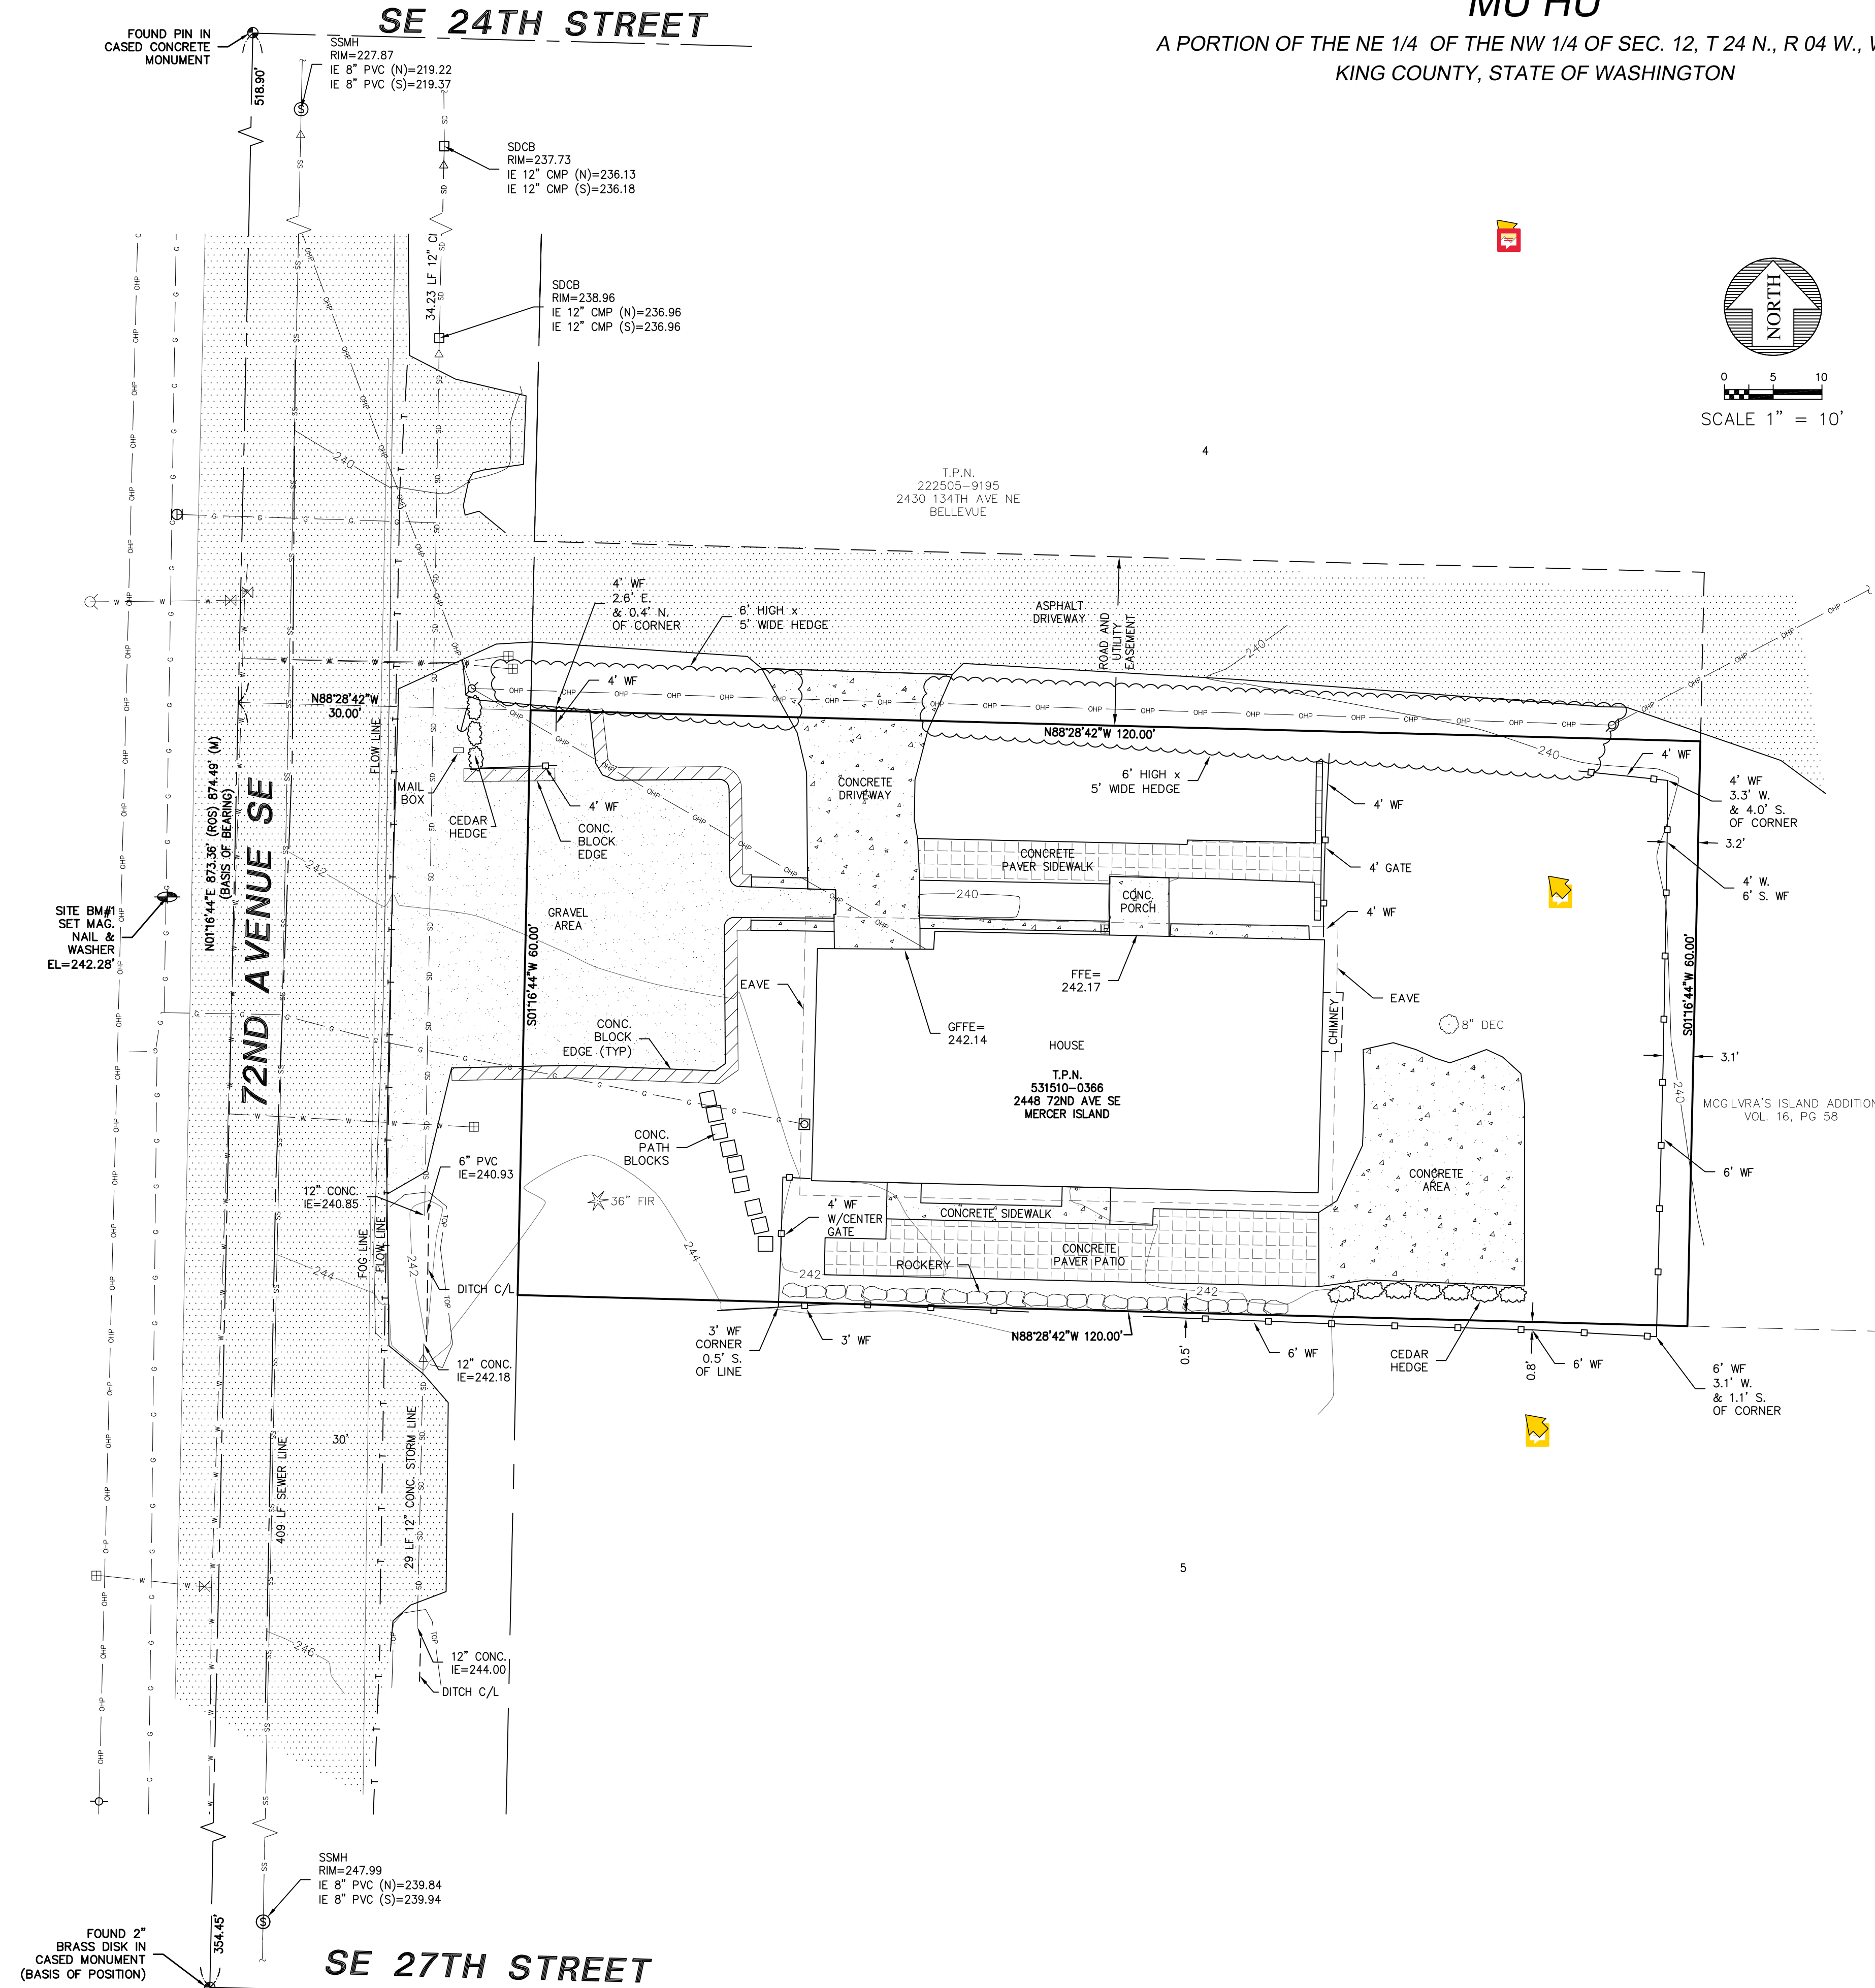 SE 24TH STREET
MU HU
A PORTION OF THE NE 1/4 OF THE NW 1/4 OF SEC. 12, T 24 N., R 04 W.,
KING COUNTY, STATE OF WASHINGTON
FOUND PIN IN
CASED CONCRETE
MONUMENT
518.90'
SSMH
RIM=227.87
IE 8" PVC (N)=219.22
IE 8" PVC (S)=219.37
SDCB
RIM=237.73
IE 12" CMP (N)=236.13
IE 12" CMP (S)=236.18
34.23 LF 12"
SDCB
RIM=238.96
IE 12" CMP (N)=236.96
IE 12" CMP (S)=236.96
NORTH
0 5 10
SCALE 1" = 10'
4
T.P.N.
222505-9195
2430 134TH AVE NE
BELLEVUE
240
4' WF
2.6' E.
& 0.4' N.
OF CORNER
6' HIGH x
5' WIDE HEDGE
ASPHALT
DRIVEWAY
ROAD AND
UTILITY
EASEMENT
240
4' WF
N88°28'42"W
30.00'
FLOW LINE
N88°28'42"W 120.00'
240
4' WF
4' WF
3.3' W.
& 4.0' S.
OF CORNER
MAIL
BOX
CEDAR
HEDGE
4' WF
CONC.
BLOCK
EDGE
CONCRETE
DRIVEWAY
6' HIGH x
5' WIDE HEDGE
4' WF
CONCRETE
PAVER SIDEWALK
4' GATE
3.2'
4' W.
6' S. WF
242
240
CONC.
PORCH
4' WF
SITE BM#1
SET MAG.
NAIL &
WASHER
EL=242.28'
N01°16'44"E 873.36' (ROS) 874.49' (M)
(BASIS OF BEARING)
72ND AVENUE SE
GRAVEL
AREA
S01°16'44"W 60.00'
EAVE
FFE=
242.17
EAVE
S01°16'44"W 60.00'
CONC.
BLOCK
EDGE (TYP)
GFFE=
242.14
HOUSE
CHIMNEY
8" DEC
3.1'
T.P.N.
531510-0366
2448 72ND AVE SE
MERCER ISLAND
240
MCGILVRA'S ISLAND ADDITION
VOL. 16, PG 58
CONC.
PATH
BLOCKS
6" PVC
IE=240.93
12" CONC.
IE=240.85
36" FIR
CONCRETE
AREA
6' WF
4' WF
W/CENTER
GATE
CONCRETE SIDEWALK
FOG LINE
FLOW LINE
TOP
242
244
244
CONCRETE
PAVER PATIO
ROCKERY
242
242
DITCH C/L
TOP
3' WF
CORNER
0.5' S.
OF LINE
3' WF
N88°28'42"W 120.00'
0.5'
6' WF
CEDAR
HEDGE
0.8'
6' WF
6' WF
3.1' W.
& 1.1' S.
OF CORNER
12" CONC.
IE=242.18
30'
409 LF SEWER LINE
29 LF 12" CONC. STORM LINE
5
246
TOP
TOP
12" CONC.
IE=244.00
DITCH C/L
SSMH
RIM=247.99
IE 8" PVC (N)=239.84
IE 8" PVC (S)=239.94
354.45'
FOUND 2"
BRASS DISK IN
CASED MONUMENT
(BASIS OF POSITION)
SE 27TH STREET